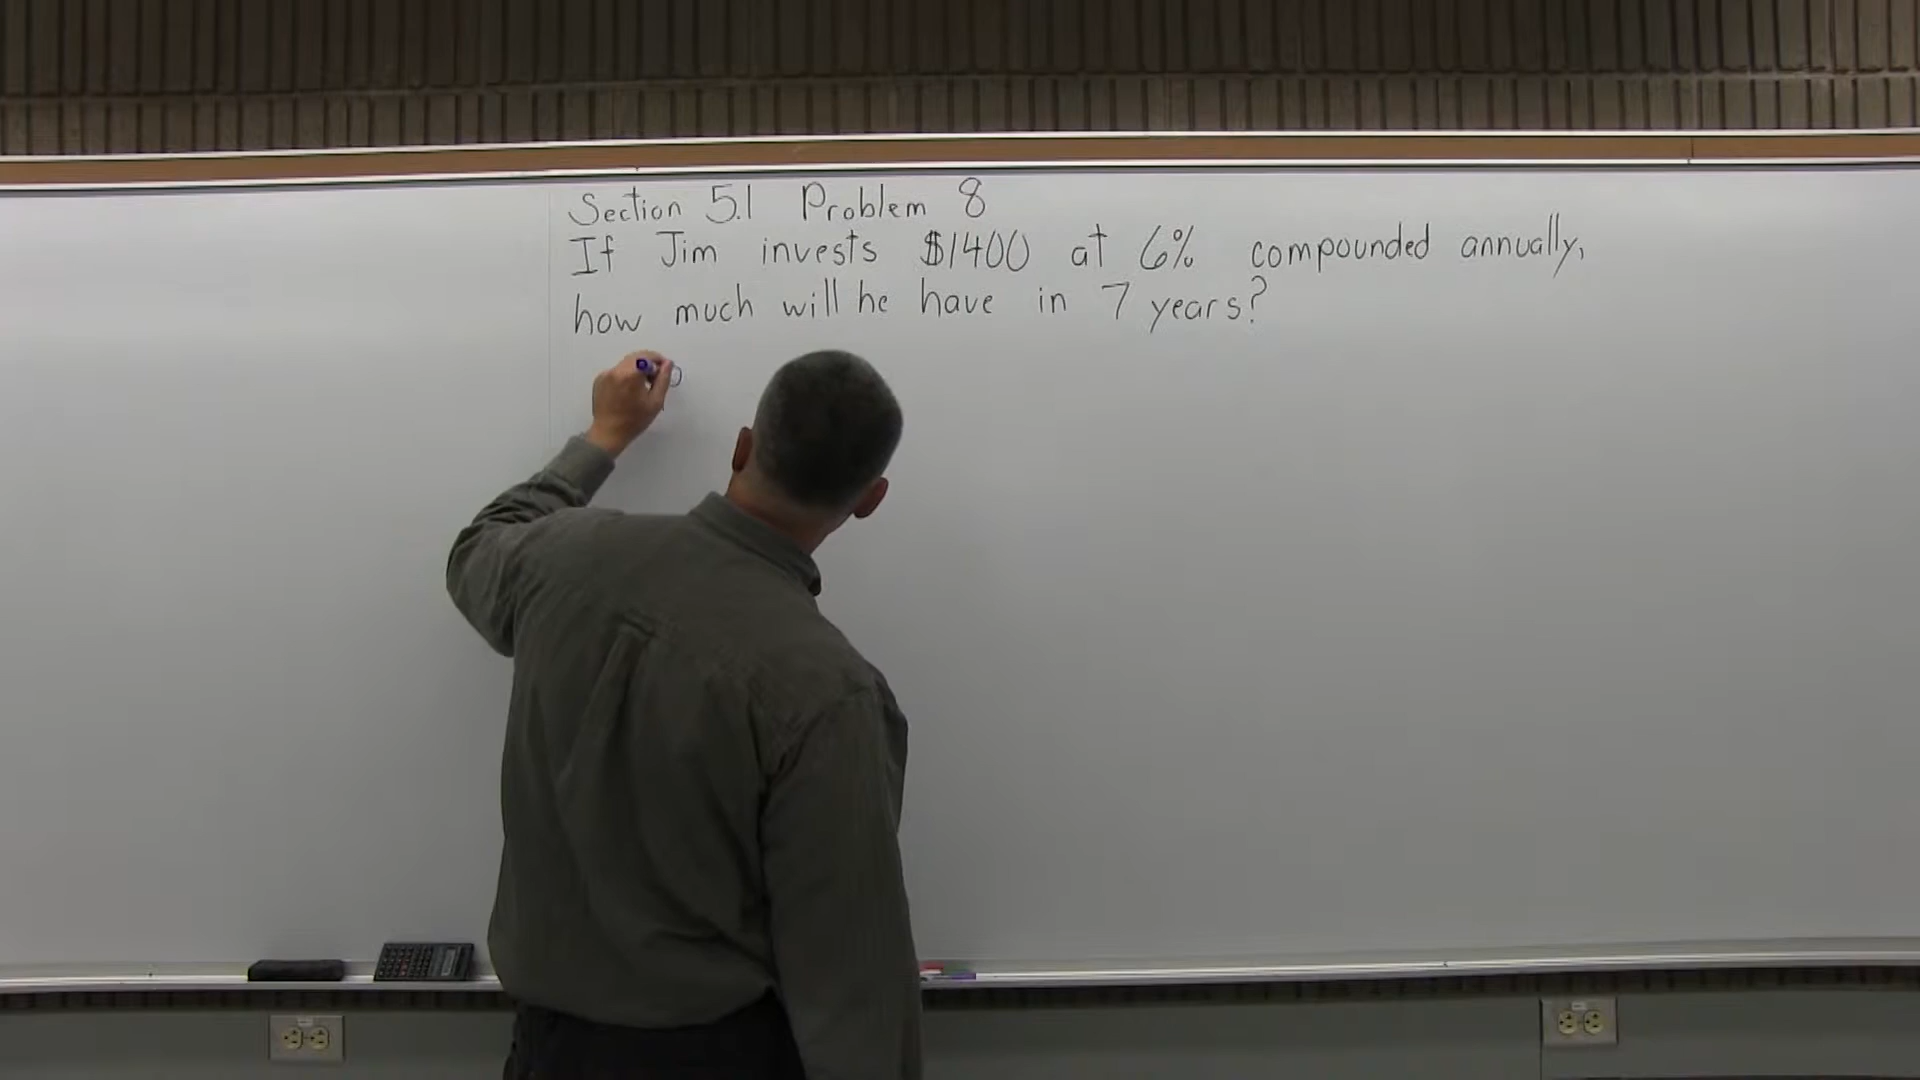 Section 5.1 Problem 8
If Jim invests $1400 at 6% compounded annually,
how much will he have in 7 years?